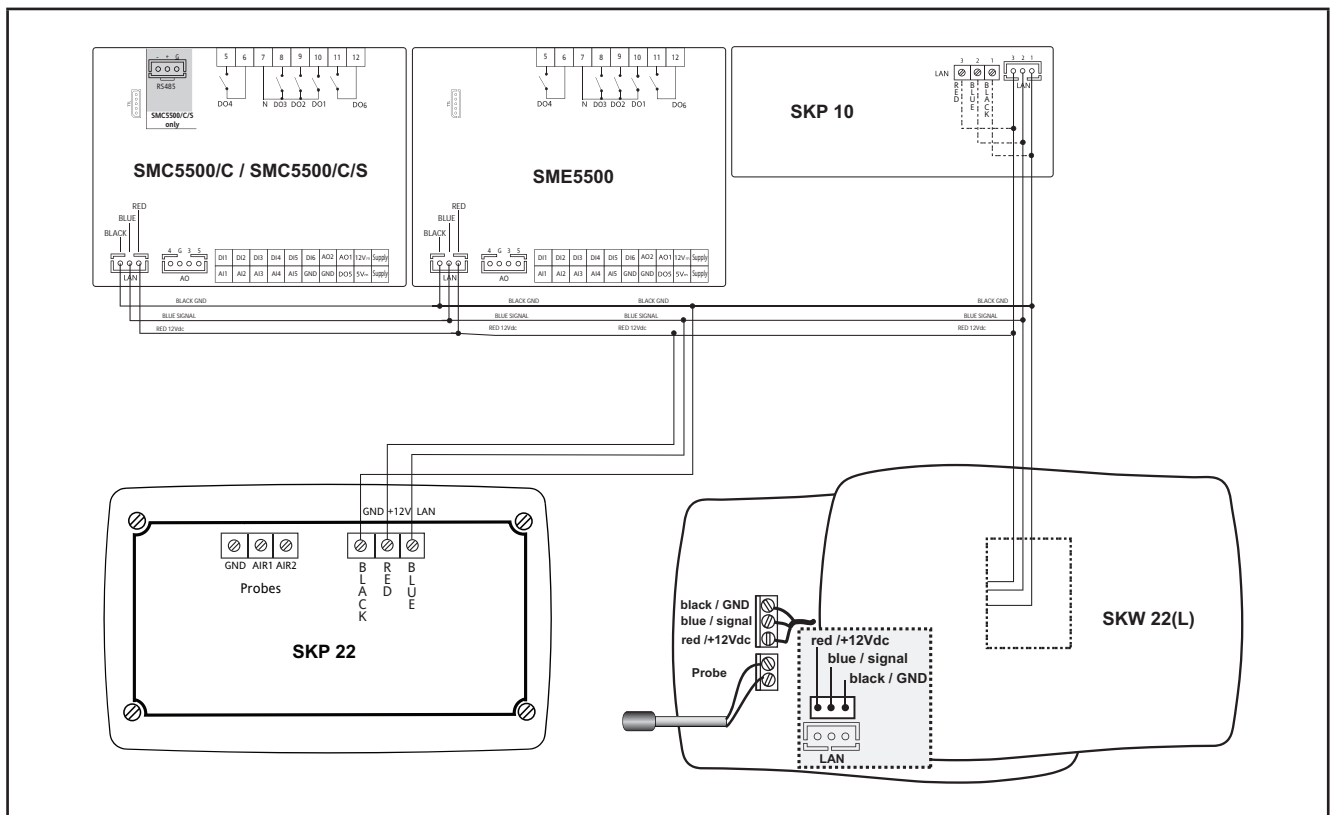 - + G
RS485
SMC5500/C/S
only
TTL
5 6 7 8 9 10 11 12
DO4 N DO3 DO2 DO1 DO6
SMC5500/C / SMC5500/C/S
RED
BLUE
BLACK
LAN
4 G 3 5
AO
DI1 DI2 DI3 DI4 DI5 DI6 AO2 AO1 12V Supply
AI1 AI2 AI3 AI4 AI5 GND GND DO5 5V Supply
5 6 7 8 9 10 11 12
DO4 N DO3 DO2 DO1 DO6
SME5500
RED
BLUE
BLACK
LAN
4 G 3 5
AO
DI1 DI2 DI3 DI4 DI5 DI6 AO2 AO1 12V Supply
AI1 AI2 AI3 AI4 AI5 GND GND DO5 5V Supply
SKP 10
LAN
3 2 1
RED
BLUE
BLACK
3 2 1
LAN
BLACK GND BLACK GND BLACK GND BLACK GND
BLUE SIGNAL BLUE SIGNAL BLUE SIGNAL BLUE SIGNAL
RED 12Vdc RED 12Vdc RED 12Vdc RED 12Vdc
GND +12V LAN
GND AIR1 AIR2
Probes
BLACK
RED
BLUE
SKP 22
black / GND
blue / signal
red /+12Vdc
Probe
red /+12Vdc
blue / signal
black / GND
LAN
SKW 22(L)